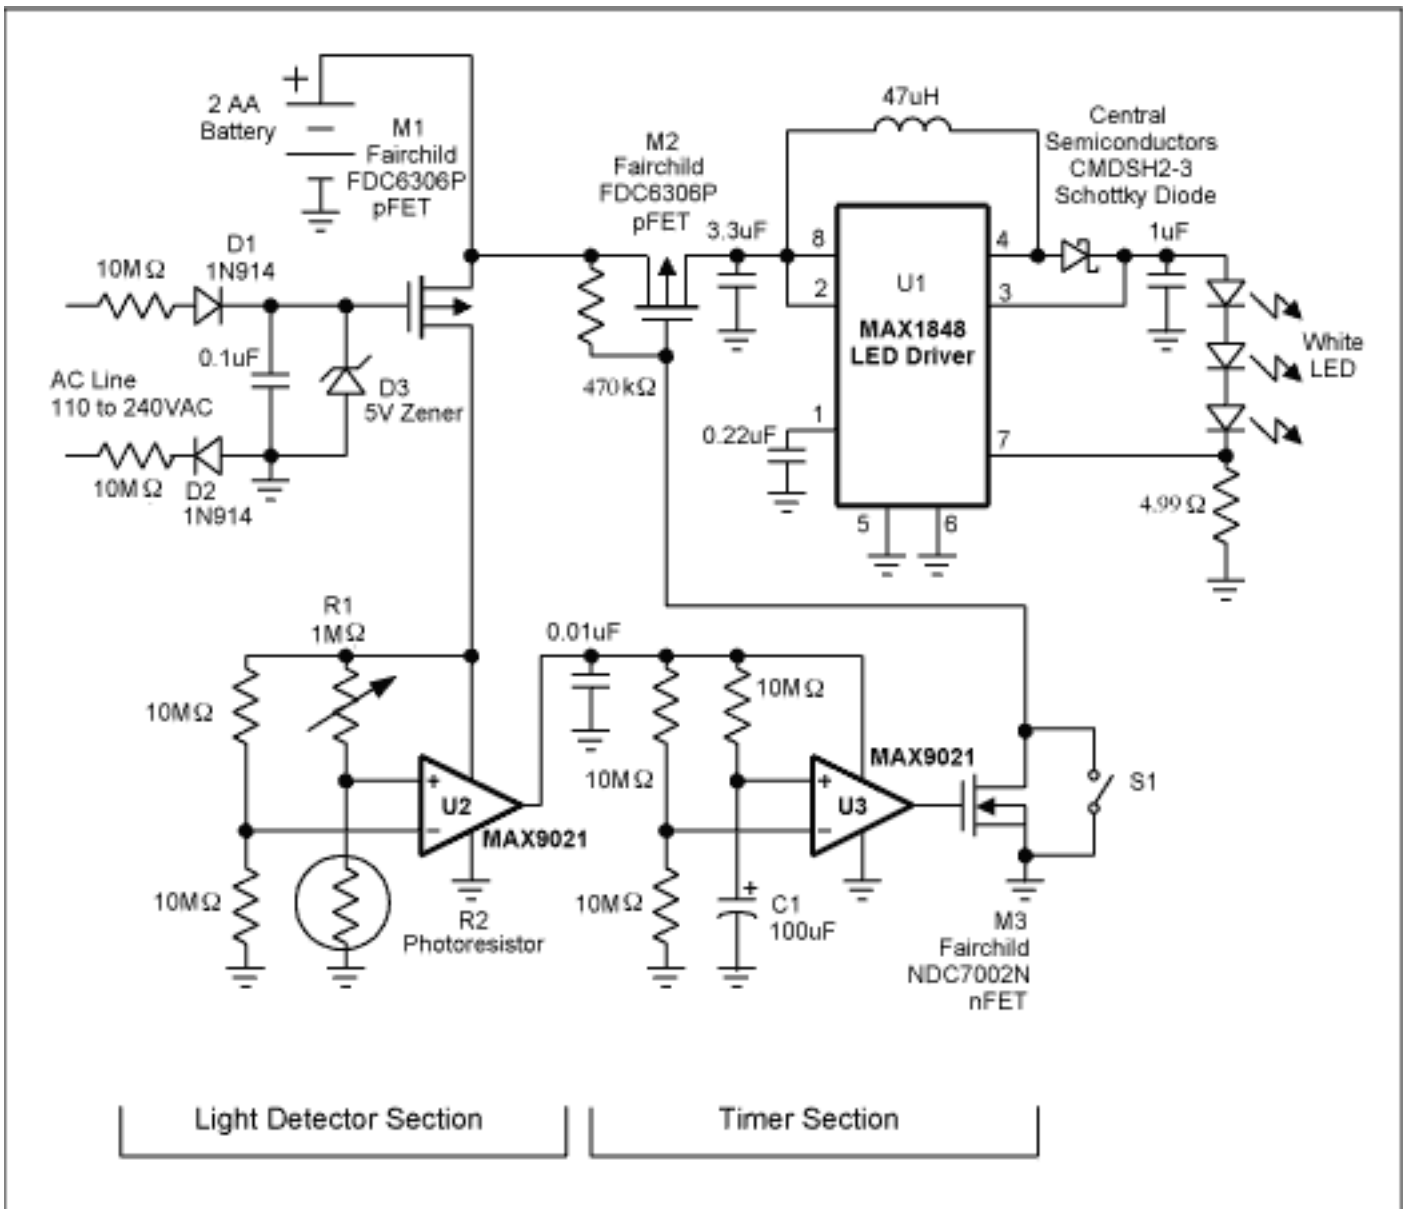 +
2 AA
Battery
M1
Fairchild
FDC6306P
pFET
M2
Fairchild
FDC6306P
pFET
47uH
Central
Semiconductors
CMDSH2-3
Schottky Diode
3.3uF
1uF
D1
1N914
10MΩ
8
4
2
3
U1
MAX1848
LED Driver
White
LED
0.1uF
AC Line
110 to 240VAC
D3
5V Zener
470kΩ
1
0.22uF
7
10MΩ
D2
1N914
4.99Ω
5
6
R1
1MΩ
0.01uF
10MΩ
10MΩ
10MΩ
+
U2
−
MAX9021
MAX9021
+
U3
−
S1
10MΩ
10MΩ
+
C1
100uF
R2
Photoresistor
M3
Fairchild
NDC7002N
nFET
Light Detector Section
Timer Section